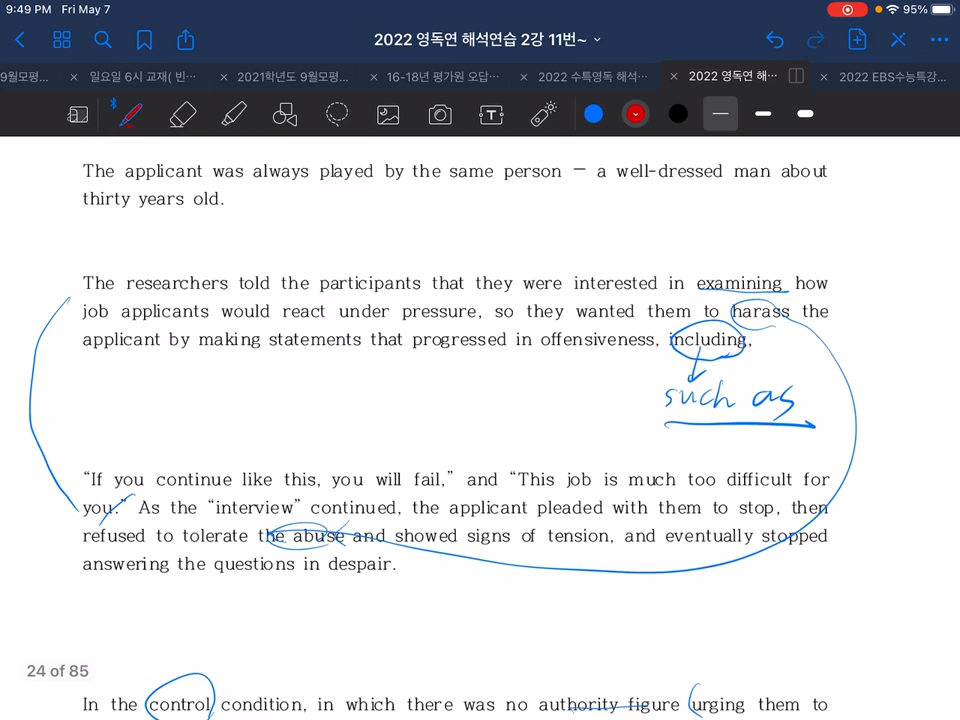 9:49 PM Fri May 7 95%
2022 영독연 해석연습 2강 11번~
9월모평... × 일요일 6시 교재( 빈... × 2021학년도 9월모평... × 16-18년 평가원 오답... × 2022 수특영독 해석... × 2022 영독연 해... × 2022 EBS수능특강...
The applicant was always played by the same person — a well-dressed man about
thirty years old.
The researchers told the participants that they were interested in examining how
job applicants would react under pressure, so they wanted them to harass the
applicant by making statements that progressed in offensiveness, including,
such as
“If you continue like this, you will fail,” and “This job is much too difficult for
you.” As the “interview” continued, the applicant pleaded with them to stop, then
refused to tolerate the abuse and showed signs of tension, and eventually stopped
answering the questions in despair.
24 of 85
In the control condition, in which there was no authority figure urging them to